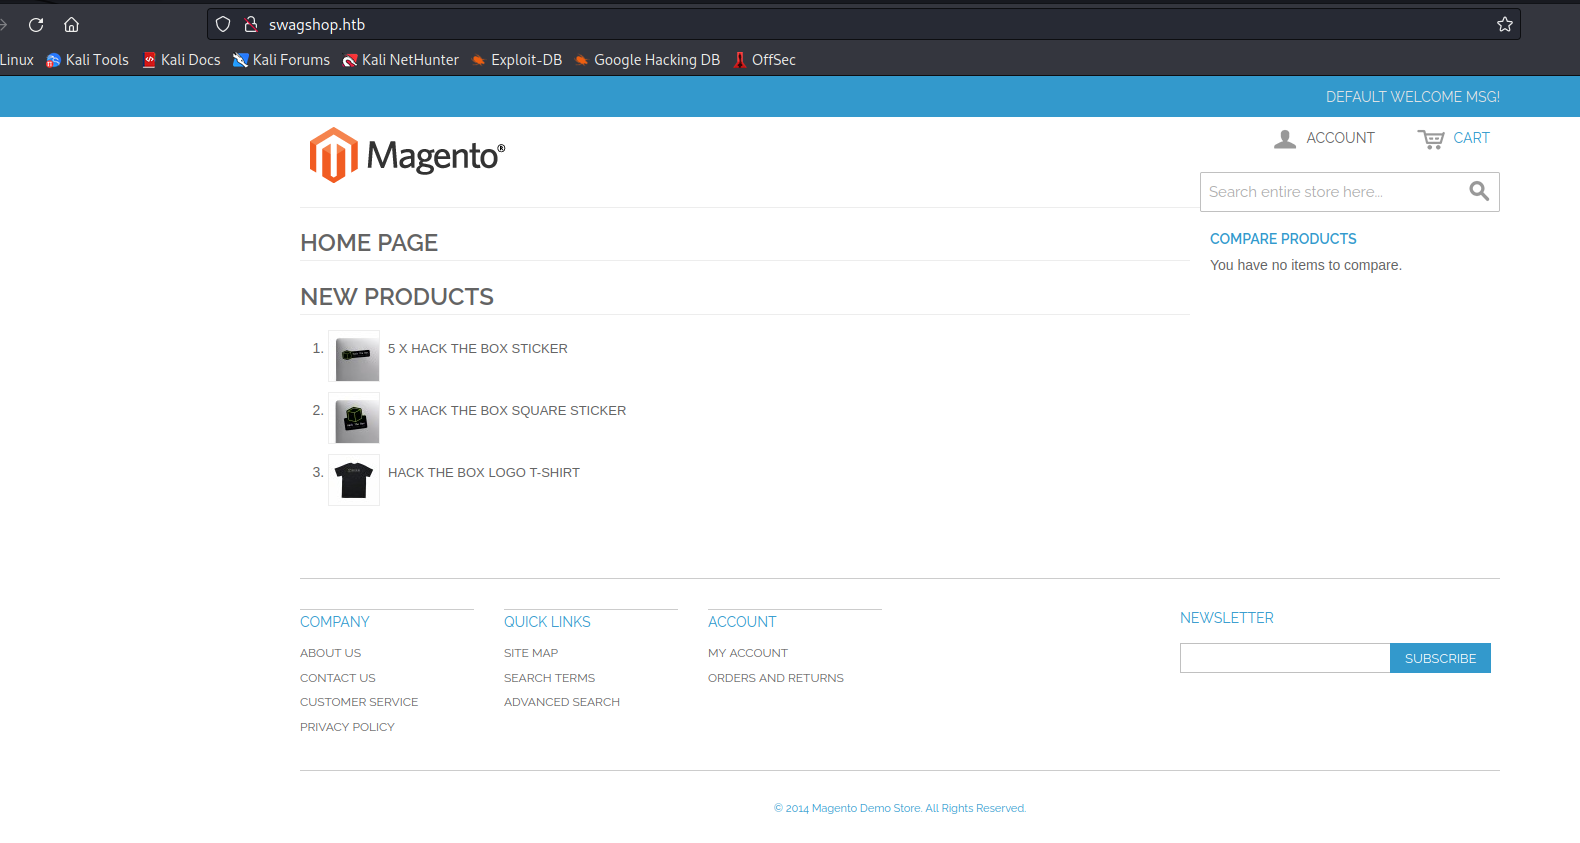 swagshop.htb
Linux Kali Tools Kali Docs Kali Forums Kali NetHunter Exploit-DB Google Hacking DB OffSec
DEFAULT WELCOME MSG!
Magento®
ACCOUNT CART
Search entire store here...
HOME PAGE
COMPARE PRODUCTS
You have no items to compare.
NEW PRODUCTS
1. 5 X HACK THE BOX STICKER
2. 5 X HACK THE BOX SQUARE STICKER
3. HACK THE BOX LOGO T-SHIRT
COMPANY
ABOUT US
CONTACT US
CUSTOMER SERVICE
PRIVACY POLICY
QUICK LINKS
SITE MAP
SEARCH TERMS
ADVANCED SEARCH
ACCOUNT
MY ACCOUNT
ORDERS AND RETURNS
NEWSLETTER
SUBSCRIBE
© 2014 Magento Demo Store. All Rights Reserved.